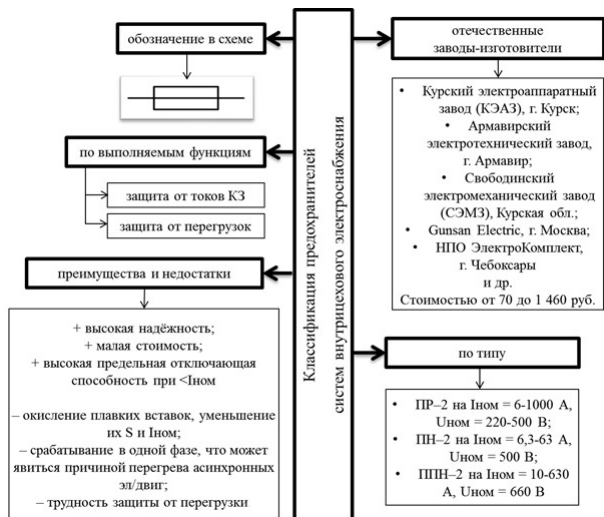 обозначение в схеме
по выполняемым функциям
защита от токов КЗ
защита от перегрузок
преимущества и недостатки
+ высокая надёжность;
+ малая стоимость;
+ высокая предельная отключающая
способность при <Iном
– окисление плавких вставок, уменьшение
их S и Iном;
– срабатывание в одной фазе, что может
явиться причиной перегрева асинхронных
эл/двиг;
– трудность защиты от перегрузки
Классификация предохранителей
систем внутрицехового электроснабжения
отечественные
заводы-изготовители
• Курский электроаппаратный
завод (КЭАЗ), г. Курск;
• Армавирский
электротехнический завод,
г. Армавир;
• Свободинский
электромеханический завод
(СЭМЗ), Курская обл.;
• Gunsan Electric, г. Москва;
• НПО ЭлектроКомплект,
г. Чебоксары
и др.
Стоимостью от 70 до 1 460 руб.
по типу
• ПР–2 на Iном = 6-1000 А,
Uном = 220-500 В;
• ПН–2 на Iном = 6,3-63 А,
Uном = 500 В;
• ППН–2 на Iном = 10-630
А, Uном = 660 В